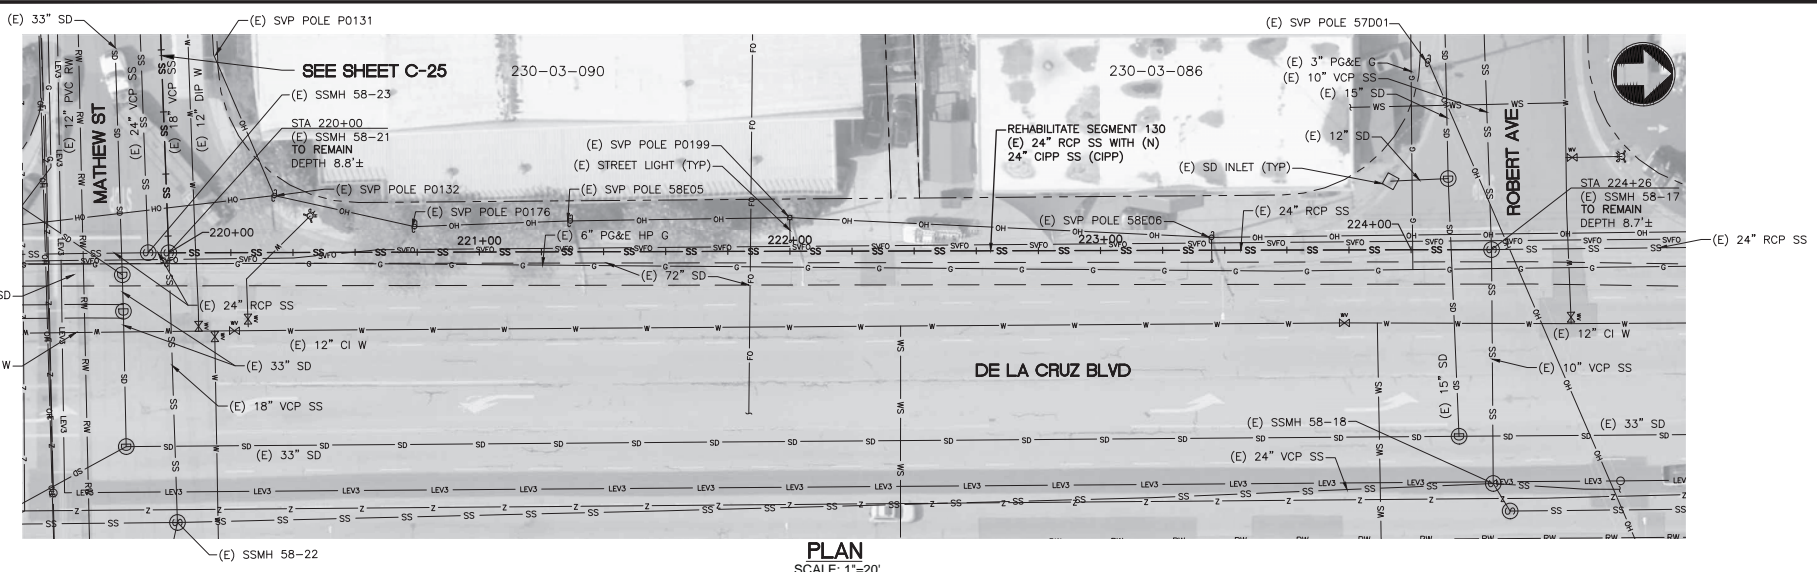 (E) 33" SD
(E) SVP POLE P0131
(E) SVP POLE 57D01
SEE SHEET C-25
230-03-090
230-03-086
(E) 3" PG&E G
(E) 10" VCP SS
(E) 15" SD
(E) 12" SD
(E) SSMH 58-23
STA 220+00
(E) SSMH 58-21
TO REMAIN
DEPTH 8.8'±
(E) 12" PVC RW
MATHEW ST
(E) 24" VCP SS
(E) 18" VCP SS
(E) 12" DIP W
(E) SVP POLE P0199
(E) STREET LIGHT (TYP)
REHABILITATE SEGMENT 130
(E) 24" RCP SS WITH (N)
24" CIPP SS (CIPP)
(E) SD INLET (TYP)
ROBERT AVE
STA 224+26
(E) SSMH 58-17
TO REMAIN
DEPTH 8.7'±
(E) SVP POLE P0132
(E) SVP POLE 58E05
(E) SVP POLE P0176
(E) SVP POLE 58E06
(E) 24" RCP SS
220+00
221+00
222+00
223+00
224+00
(E) 6" PG&E HP G
(E) 24" RCP SS
(E) 72" SD
SD
(E) 24" RCP SS
W
(E) 12" CI W
(E) 12" CI W
(E) 33" SD
DE LA CRUZ BLVD
(E) 15" SD
(E) 10" VCP SS
(E) 18" VCP SS
(E) SSMH 58-18
(E) 33" SD
(E) 33" SD
(E) 24" VCP SS
(E) SSMH 58-22
PLAN
SCALE: 1"=20'